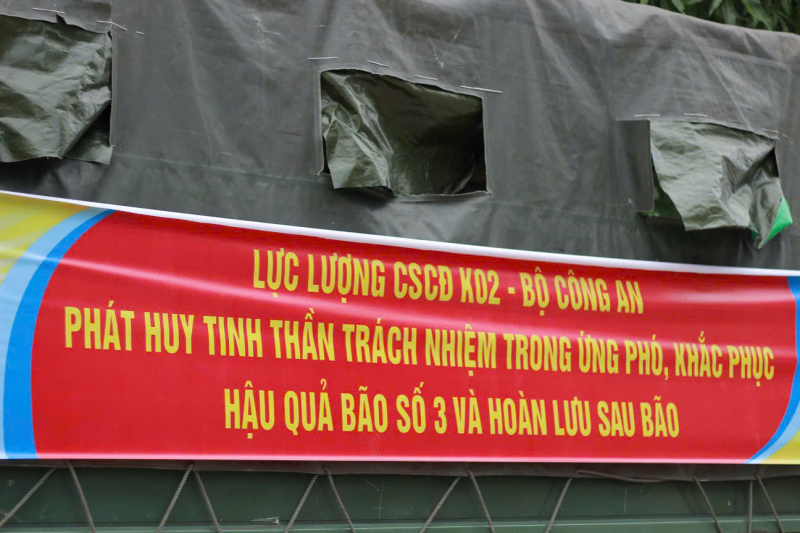 LỰC LƯỢNG CSCĐ K02 - BỘ CÔNG AN
PHÁT HUY TINH THẦN TRÁCH NHIỆM TRONG ỨNG PHÓ, KHẮC PHỤC
HẬU QUẢ BÃO SỐ 3 VÀ HOÀN LƯU SAU BÃO